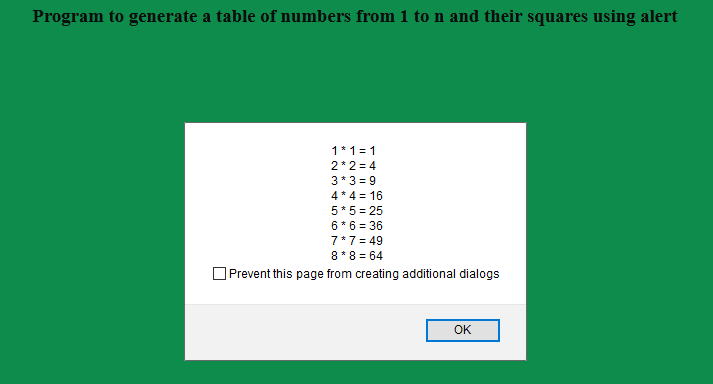 Program to generate a table of numbers from 1 to n and their squares using alert
1 * 1 = 1
2 * 2 = 4
3 * 3 = 9
4 * 4 = 16
5 * 5 = 25
6 * 6 = 36
7 * 7 = 49
8 * 8 = 64
Prevent this page from creating additional dialogs
OK